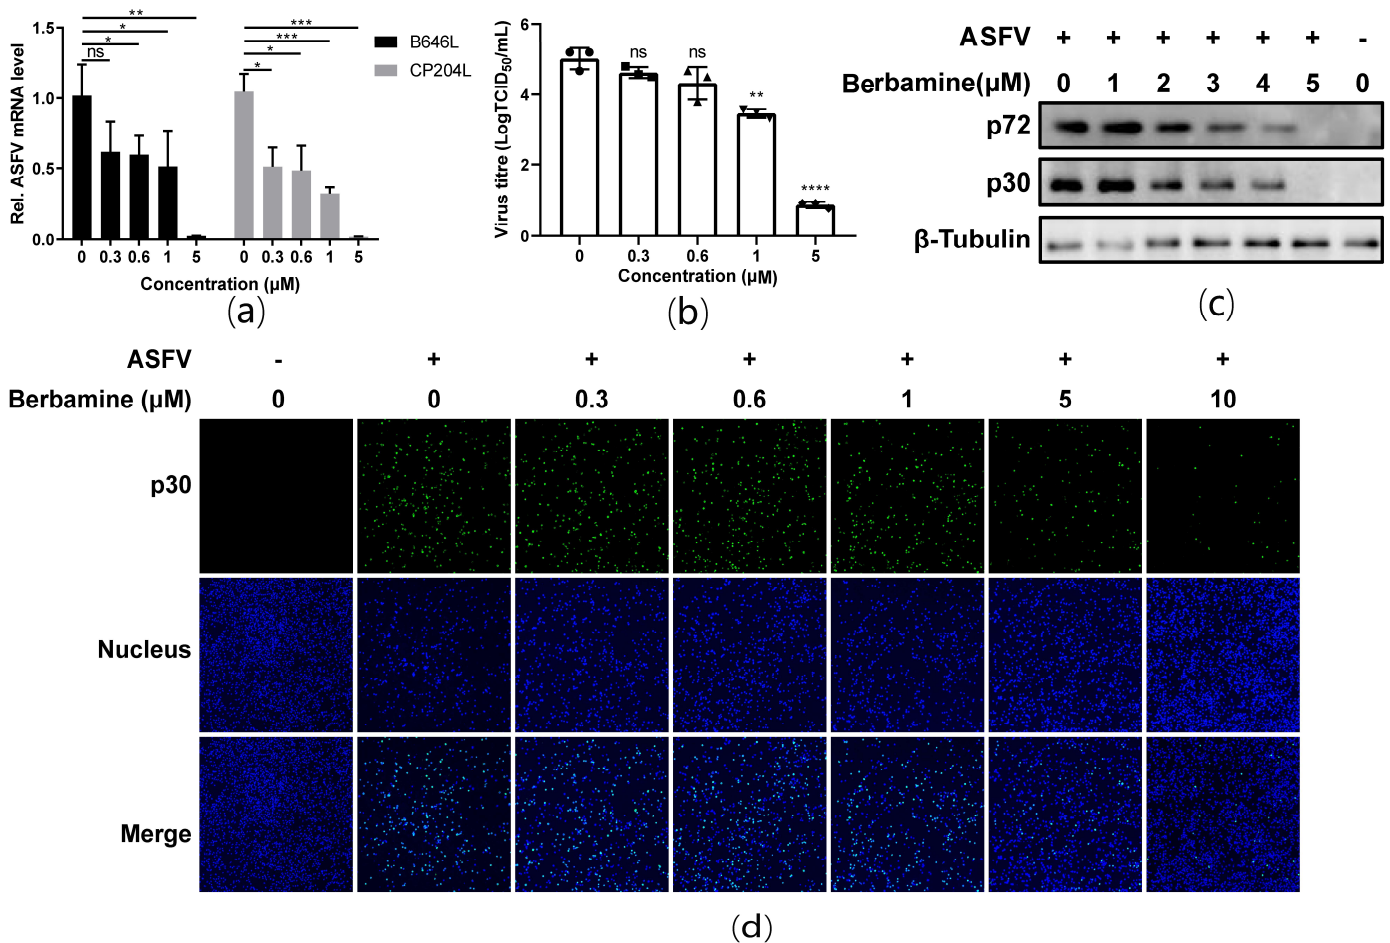 Rel. ASFV mRNA level
1.5
1.0
0.5
0.0
**
*
*
ns
***
***
*
*
B646L
CP204L
0 0.3 0.6 1 5 0 0.3 0.6 1 5
Concentration (μM)
(a)
Virus titre (LogTCID50/mL)
6
4
2
0
ns
ns
**
****
0 0.3 0.6 1 5
Concentration (μM)
(b)
ASFV + + + + + + -
Berbamine(μM) 0 1 2 3 4 5 0
p72
p30
β-Tubulin
(c)
ASFV - + + + + + +
Berbamine (μM) 0 0 0.3 0.6 1 5 10
p30
Nucleus
Merge
(d)